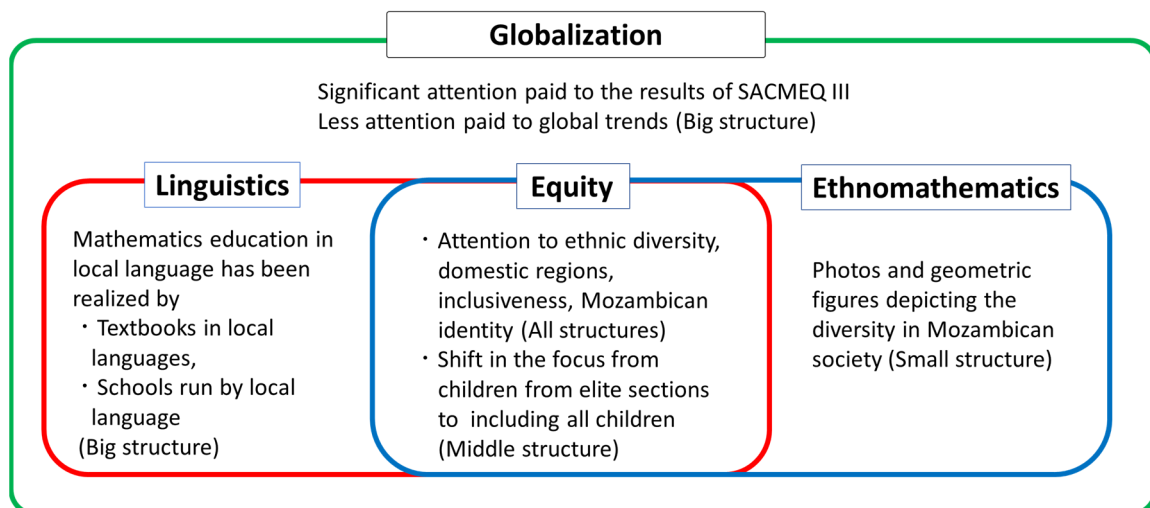 Globalization
Significant attention paid to the results of SACMEQ III
Less attention paid to global trends (Big structure)
Linguistics
Mathematics education in
local language has been
realized by
・Textbooks in local
languages,
・Schools run by local
language
(Big structure)
Equity
・Attention to ethnic diversity,
domestic regions,
inclusiveness, Mozambican
identity (All structures)
・Shift in the focus from
children from elite sections
to including all children
(Middle structure)
Ethnomathematics
Photos and geometric
figures depicting the
diversity in Mozambican
society (Small structure)